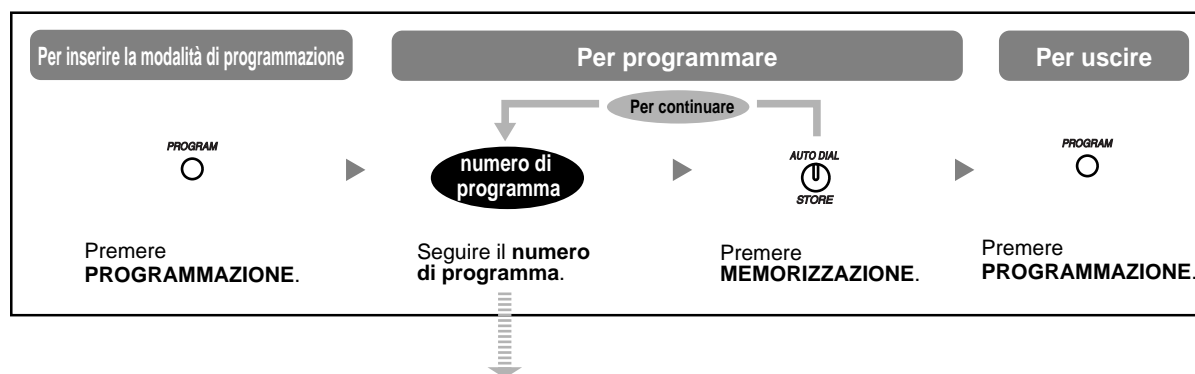 Per inserire la modalità di programmazione
Per programmare
Per uscire
Per continuare
PROGRAM
numero di
programma
AUTO DIAL
STORE
PROGRAM
Premere
PROGRAMMAZIONE.
Seguire il numero
di programma.
Premere
MEMORIZZAZIONE.
Premere
PROGRAMMAZIONE.